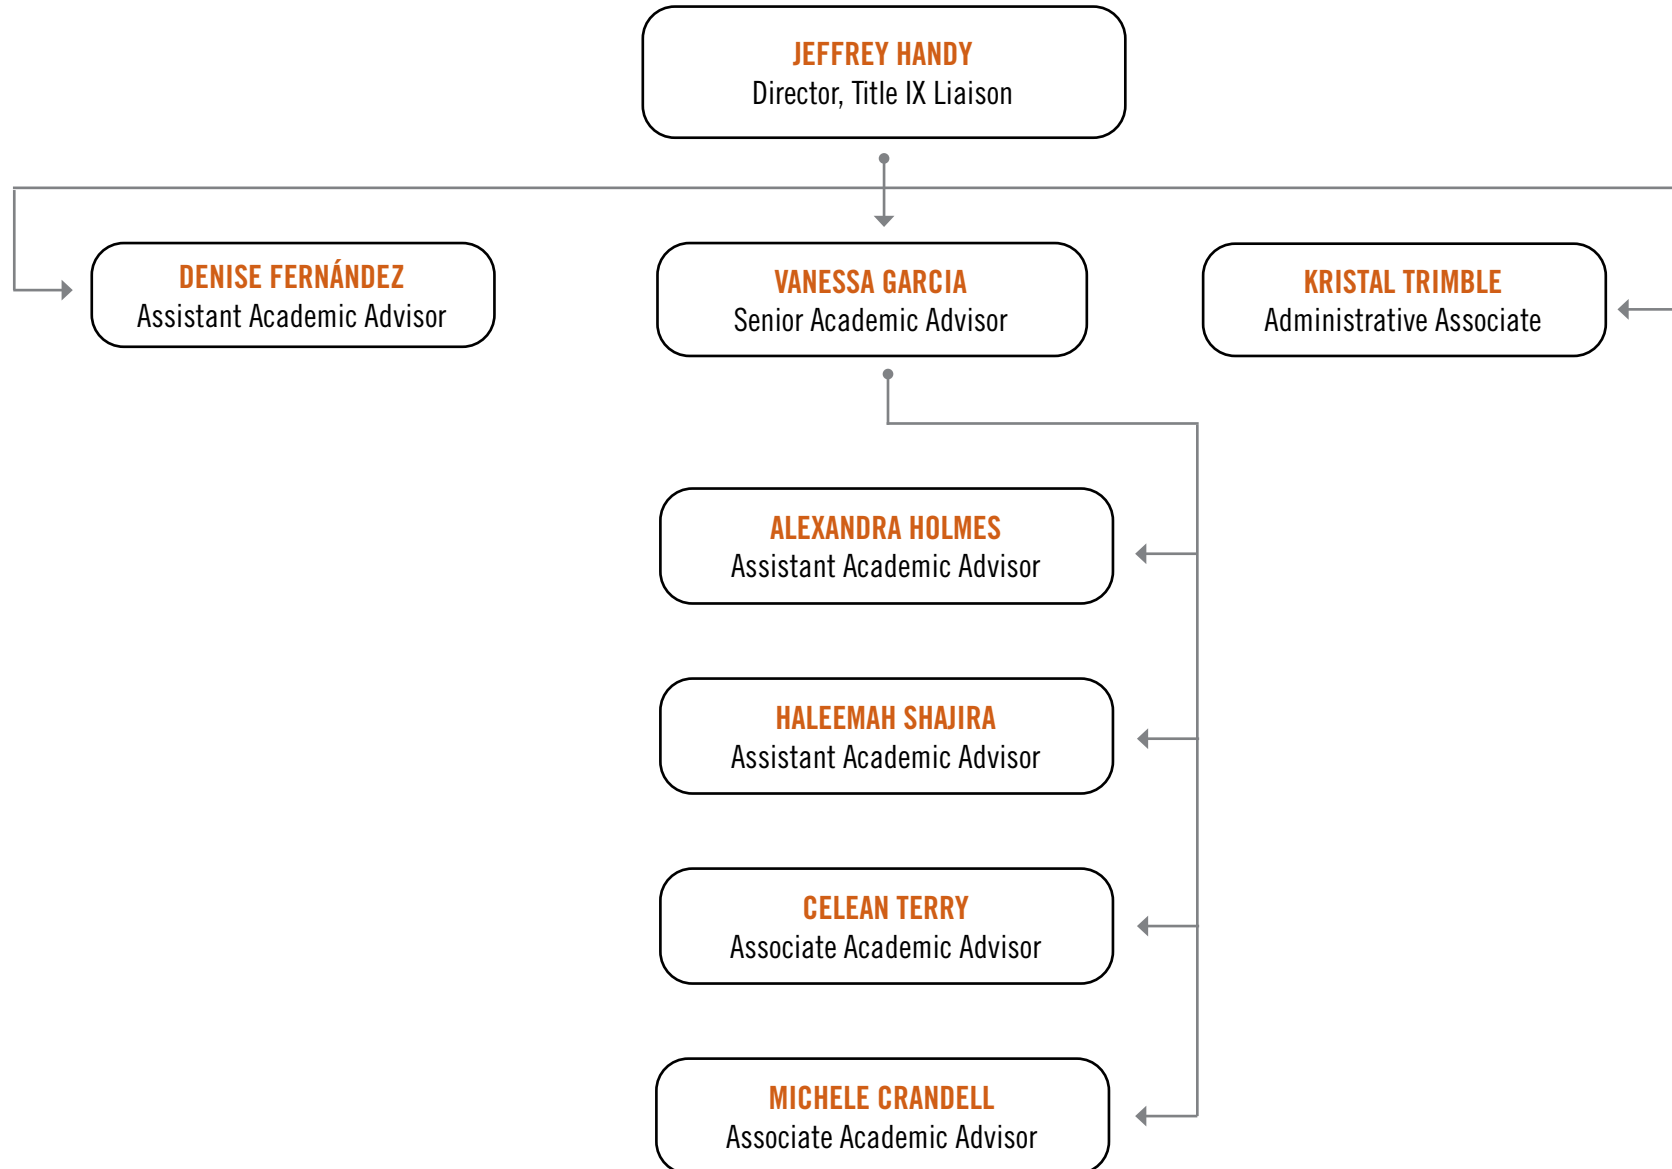 JEFFREY HANDY
Director, Title IX Liaison
DENISE FERNÁNDEZ
Assistant Academic Advisor
VANESSA GARCIA
Senior Academic Advisor
KRISTAL TRIMBLE
Administrative Associate
ALEXANDRA HOLMES
Assistant Academic Advisor
HALEEMAH SHAJIRA
Assistant Academic Advisor
CELEAN TERRY
Associate Academic Advisor
MICHELE CRANDELL
Associate Academic Advisor